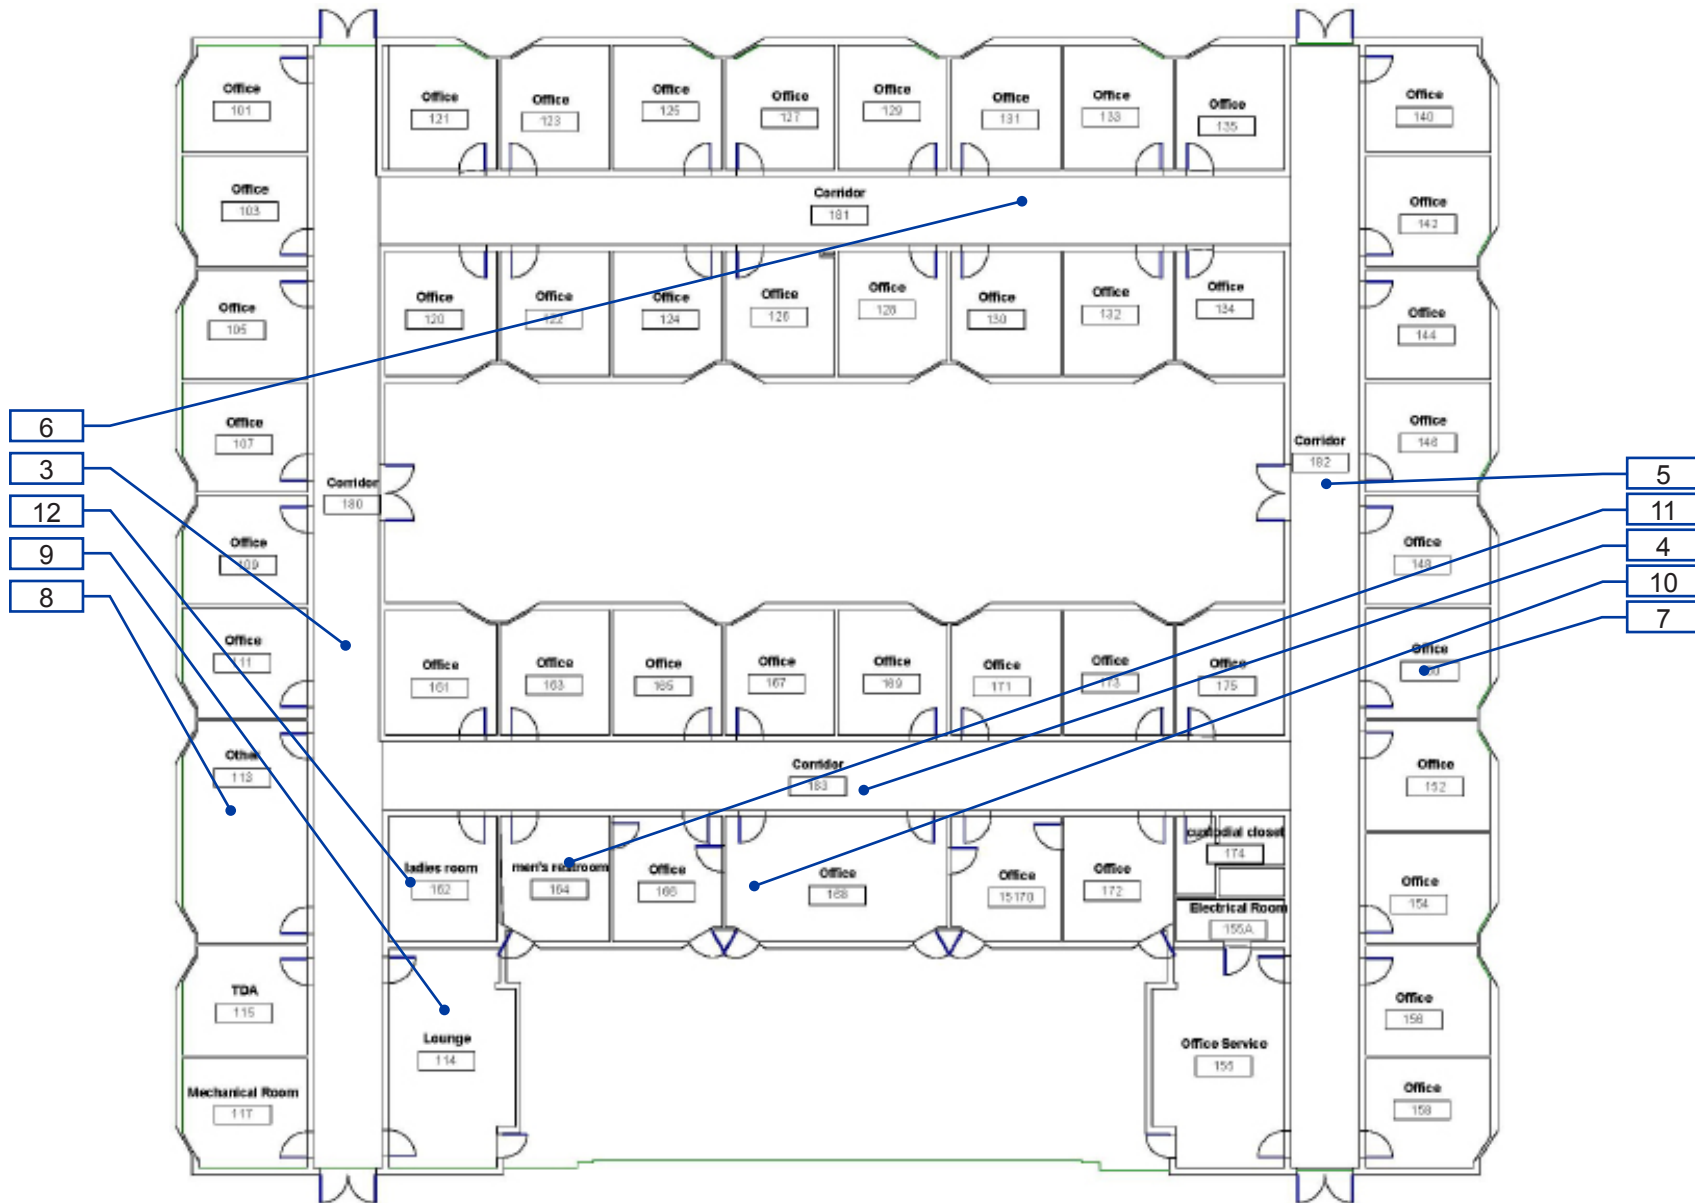 Office
101
Office
121
Office
123
Office
125
Office
127
Office
129
Office
131
Office
133
Office
135
Office
140
Office
103
Corridor
181
Office
142
Office
105
Office
120
Office
122
Office
124
Office
126
Office
128
Office
130
Office
132
Office
134
Office
144
6
3
12
9
8
Office
107
Corridor
180
Corridor
182
Office
146
5
11
4
10
7
Office
109
Office
148
Office
111
Office
161
Office
163
Office
165
Office
167
Office
169
Office
171
Office
173
Office
175
Office
Other
113
Corridor
183
Office
152
ladies room
162
men's restroom
164
Office
166
Office
168
Office
15170
Office
172
custodial closet
174
Electrical Room
155A
Office
154
TDA
115
Lounge
114
Office Service
155
Office
156
Mechanical Room
117
Office
158